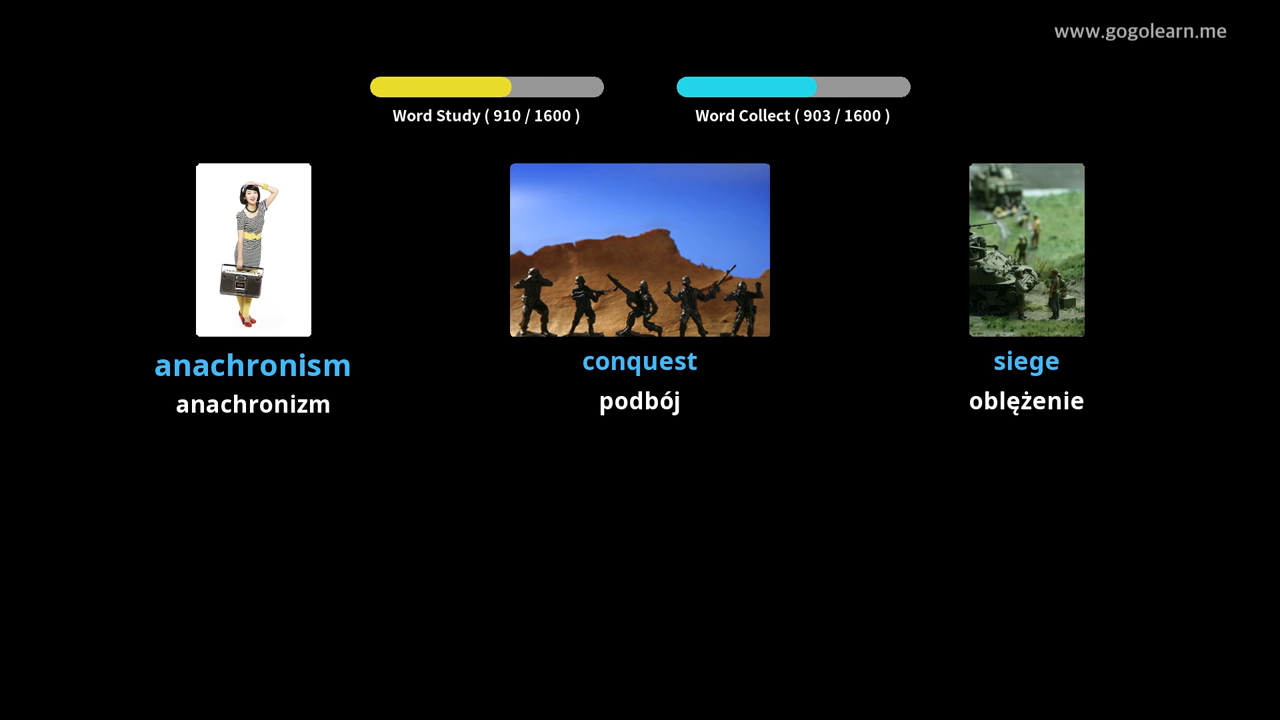 www.gogolearn.me
Word Study ( 910 / 1600 )
Word Collect ( 903 / 1600 )
anachronism
anachronizm
conquest
podbój
siege
oblężenie